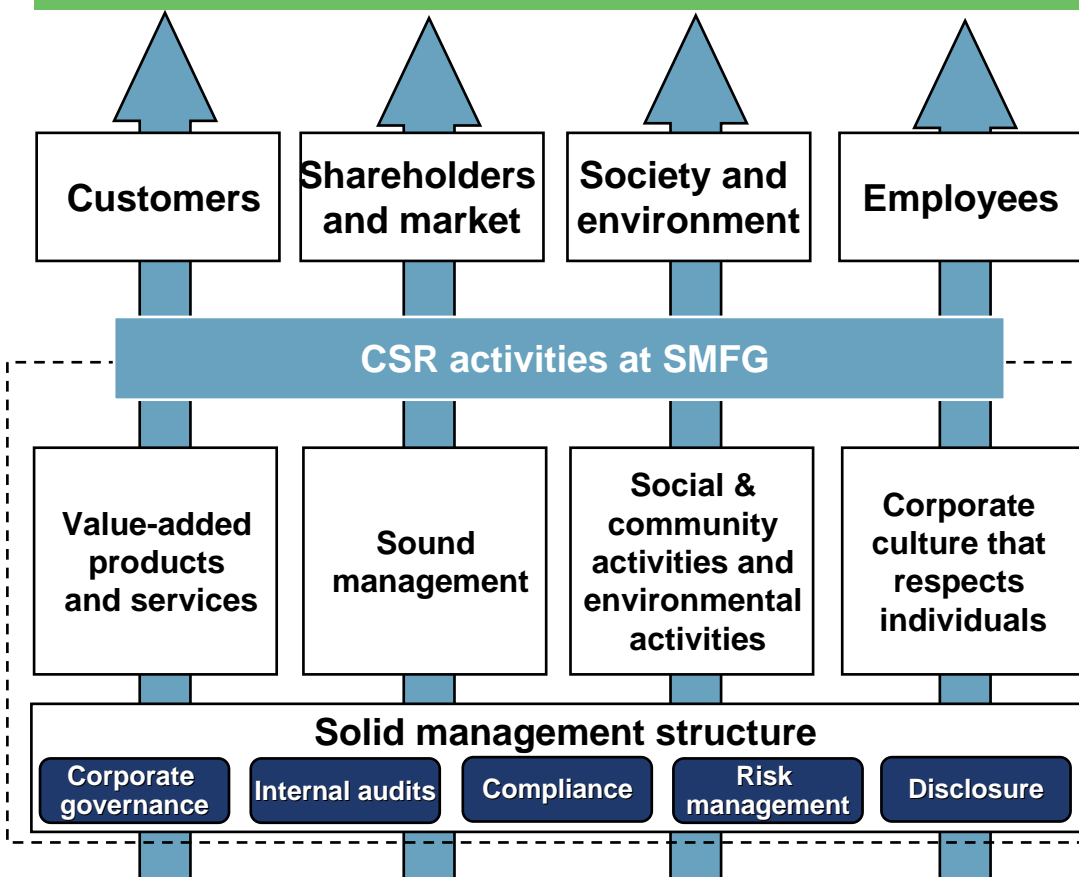 Customers
Shareholders
and market
Society and
environment
Employees
CSR activities at SMFG
Value-added
products
and services
Sound
management
Social &
community
activities and
environmental
activities
Corporate
culture that
respects
individuals
Solid management structure
Corporate
governance
Internal audits
Compliance
Risk
management
Disclosure